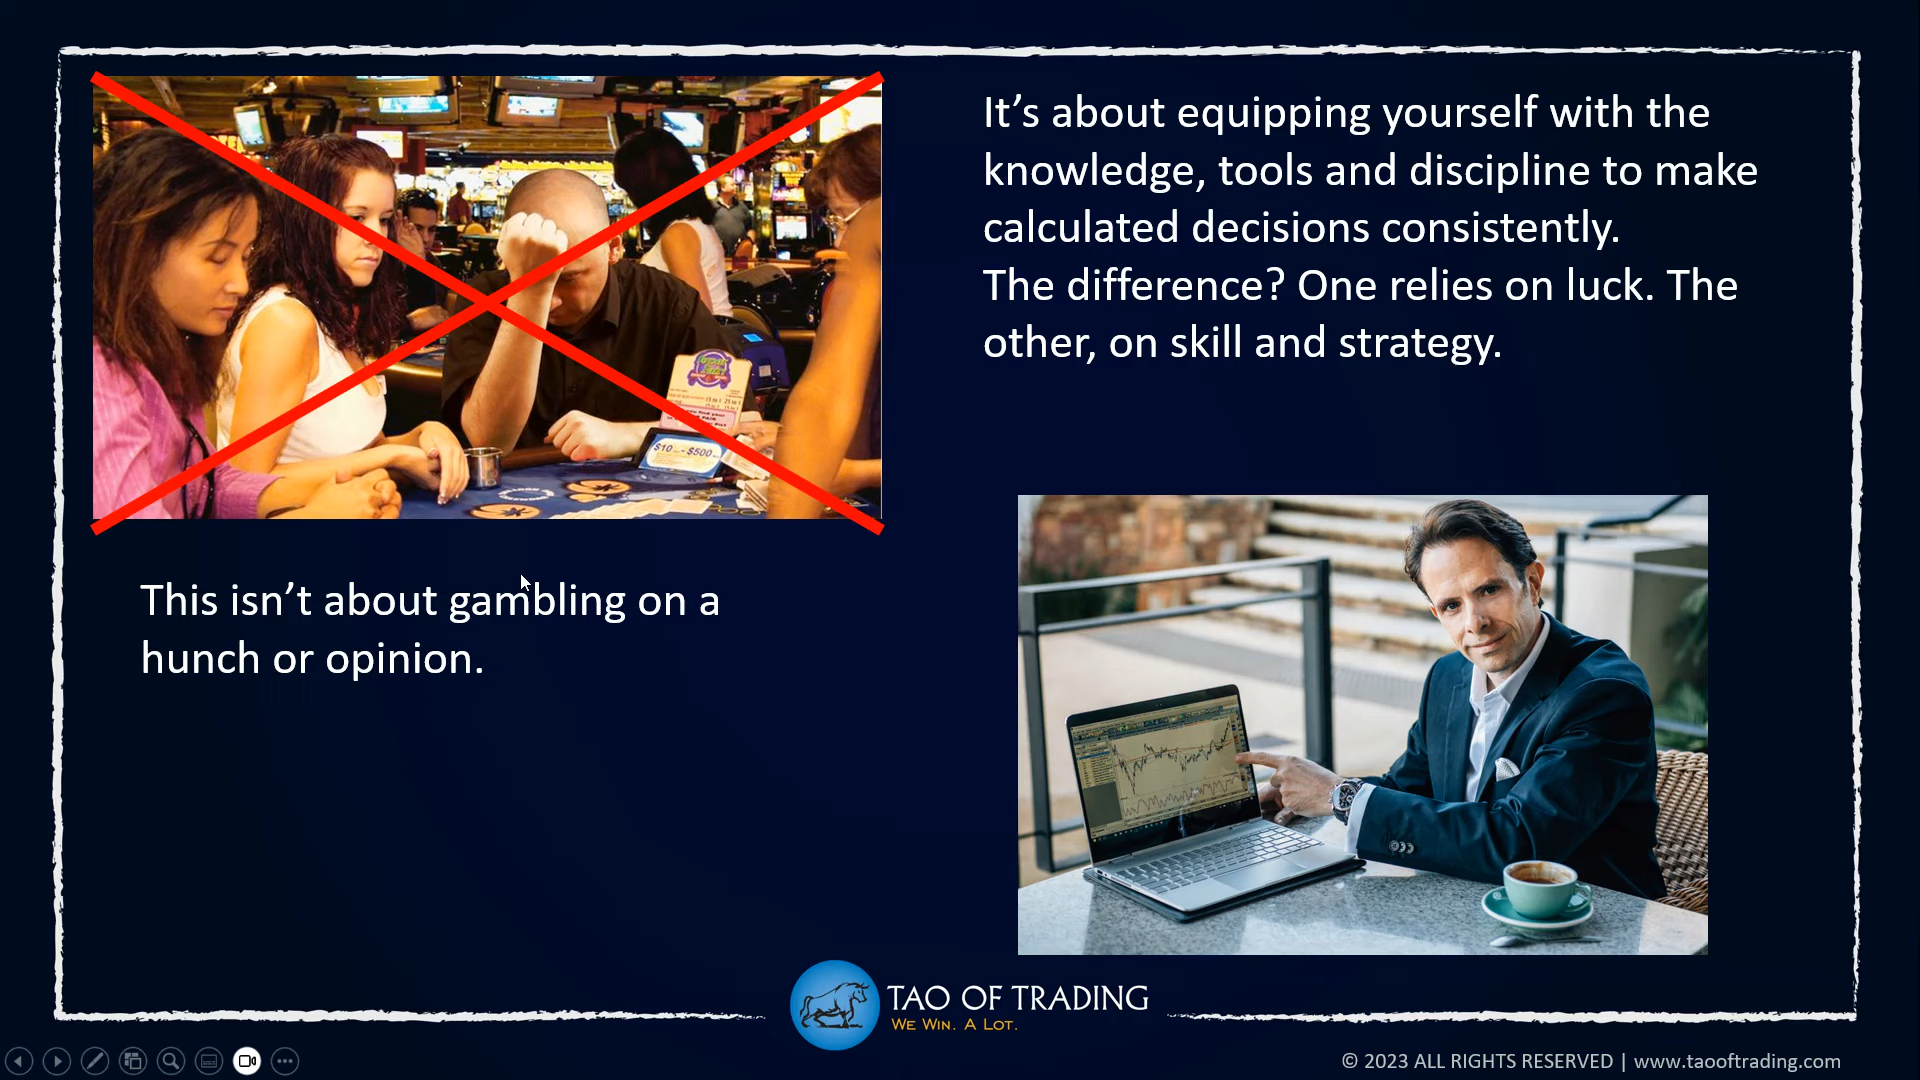 $10 - $500
This isn’t about gambling on a
hunch or opinion.
It’s about equipping yourself with the
knowledge, tools and discipline to make
calculated decisions consistently.
The difference? One relies on luck. The
other, on skill and strategy.
TAO OF TRADING
WE WIN. A LOT.
© 2023 ALL RIGHTS RESERVED | www.taooftrading.com